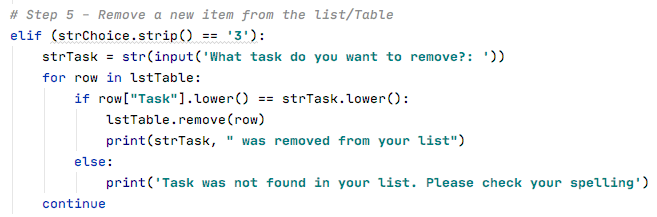 # Step 5 - Remove a new item from the list/Table
elif (strChoice.strip() == '3'):
    strTask = str(input('What task do you want to remove?: '))
    for row in lstTable:
        if row["Task"].lower() == strTask.lower():
            lstTable.remove(row)
            print(strTask, " was removed from your list")
        else:
            print('Task was not found in your list. Please check your spelling')
    continue